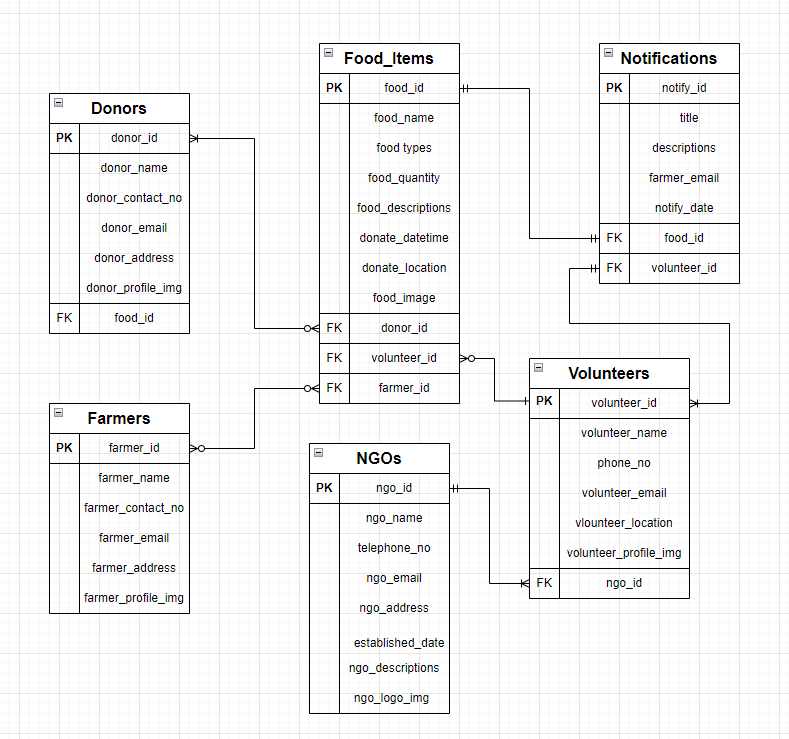 Donors
PK donor_id
donor_name
donor_contact_no
donor_email
donor_address
donor_profile_img
FK food_id
Farmers
PK farmer_id
farmer_name
farmer_contact_no
farmer_email
farmer_address
farmer_profile_img
Food_Items
PK food_id
food_name
food types
food_quantity
food_descriptions
donate_datetime
donate_location
food_image
FK donor_id
FK volunteer_id
FK farmer_id
NGOs
PK ngo_id
ngo_name
telephone_no
ngo_email
ngo_address
established_date
ngo_descriptions
ngo_logo_img
Notifications
PK notify_id
title
descriptions
farmer_email
notify_date
FK food_id
FK volunteer_id
Volunteers
PK volunteer_id
volunteer_name
phone_no
volunteer_email
vlounteer_location
volunteer_profile_img
FK ngo_id